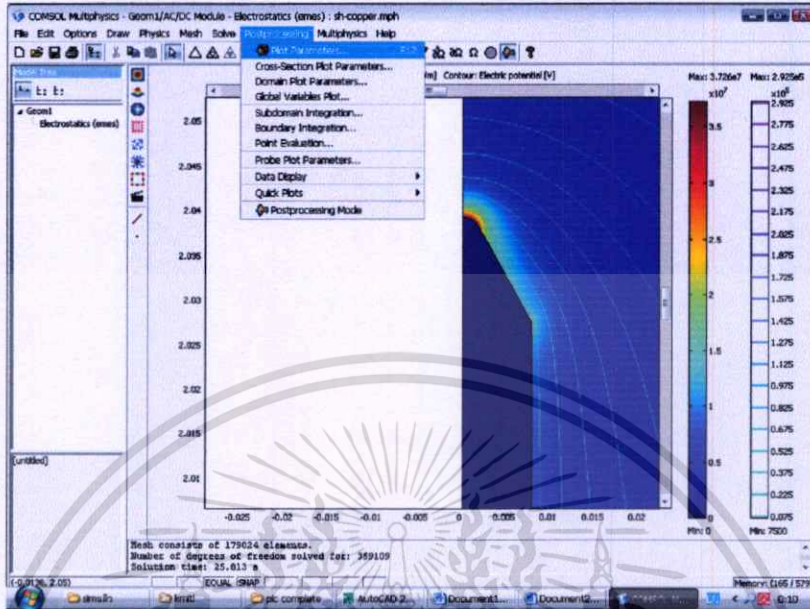 COMSOL Multiphysics - Geom1/AC/DC Module - Electrostatics (emes) : sh-copper.mph
File Edit Options Draw Physics Mesh Solve Postprocessing Multiphysics Help
Plot Parameters... F12
Cross-Section Plot Parameters...
Domain Plot Parameters...
Global Variables Plot...
Subdomain Integration...
Boundary Integration...
Point Evaluation...
Probe Plot Parameters...
Data Display
Quick Plots
Postprocessing Mode
Model Tree
Geom1
Electrostatics (emes)
[untitled]
Contour: Electric potential [V]
Max: 3.726e7 Max: 2.925e5
x10⁷ x10⁵
2.05
2.045
2.04
2.035
2.03
2.025
2.02
2.015
2.01
-0.025 -0.02 -0.015 -0.01 -0.005 0 0.005 0.01 0.015 0.02
3.5
3
2.5
2
1.5
1
0.5
0
2.925
2.775
2.625
2.475
2.325
2.175
2.025
1.875
1.725
1.575
1.425
1.275
1.125
0.975
0.825
0.675
0.525
0.375
0.225
0.075
Min: 0 Min: 7500
Mesh consists of 179024 elements.
Number of degrees of freedom solved for: 359109
Solution time: 25.813 s
(-0.0136, 2.05) EQUAL SNAP
kmitl plc complete AutoCAD 2... Document1... Document2...
0:10